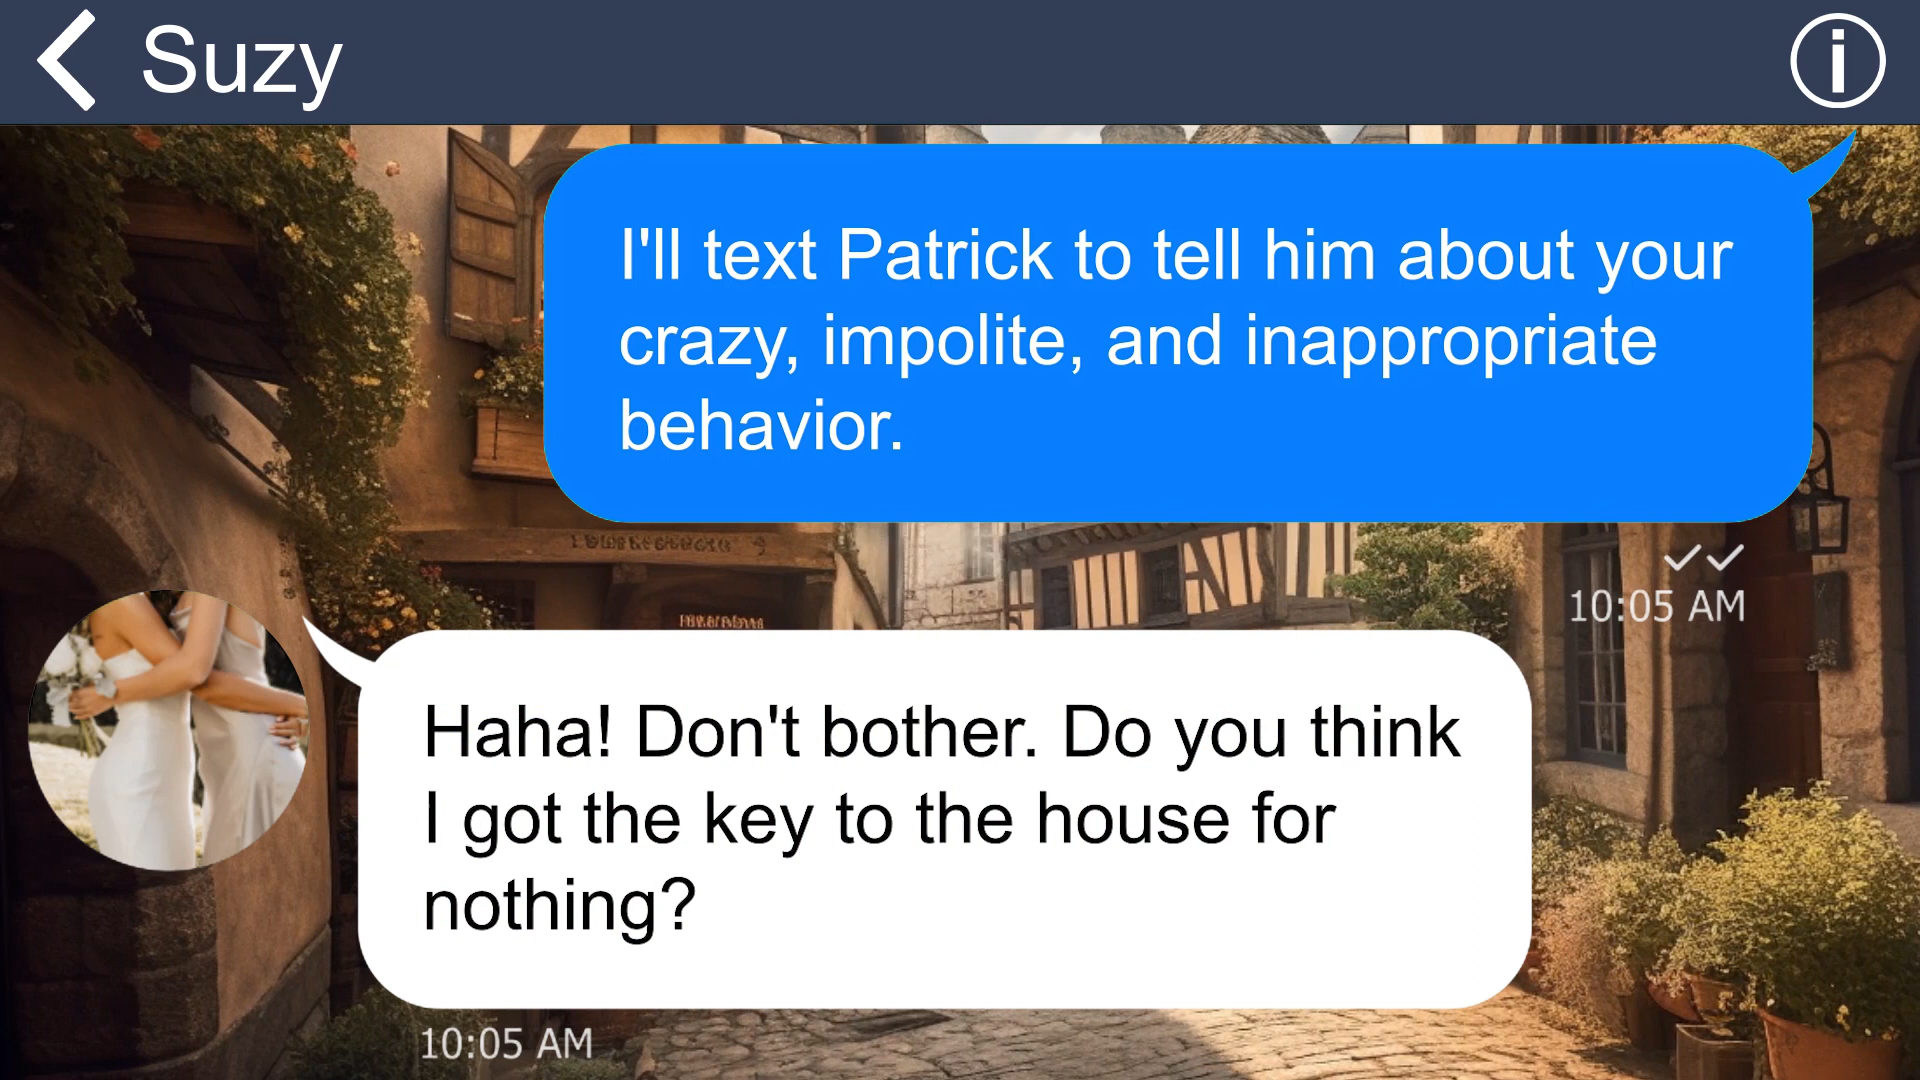 Suzy
I'll text Patrick to tell him about your
crazy, impolite, and inappropriate
behavior.
10:05 AM
Haha! Don't bother. Do you think
I got the key to the house for
nothing?
10:05 AM